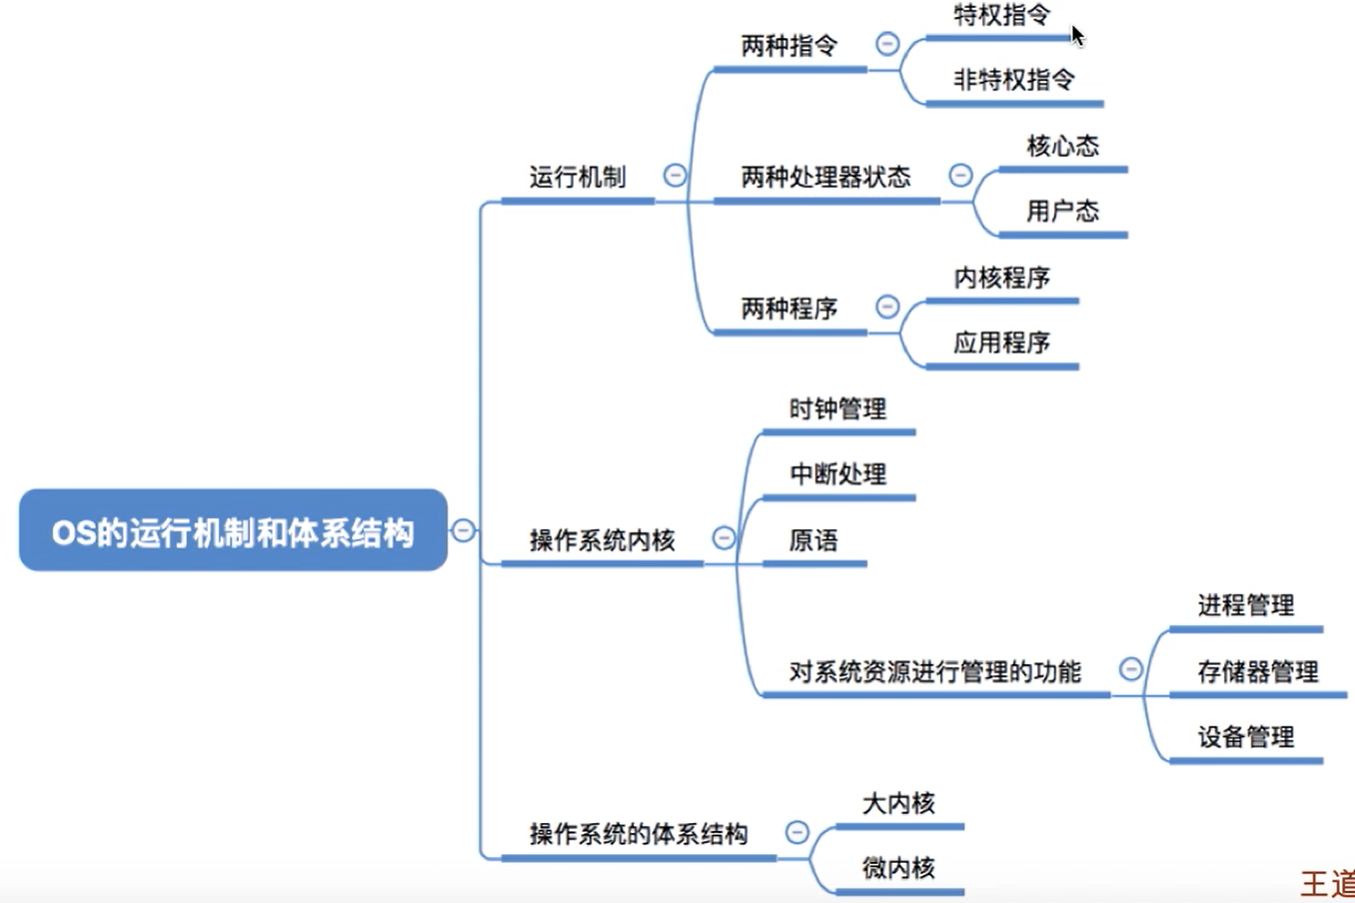 特权指令
两种指令
非特权指令
核心态
运行机制
两种处理器状态
用户态
内核程序
两种程序
应用程序
时钟管理
中断处理
OS的运行机制和体系结构
操作系统内核
原语
进程管理
对系统资源进行管理的功能
存储器管理
设备管理
大内核
操作系统的体系结构
微内核
王道